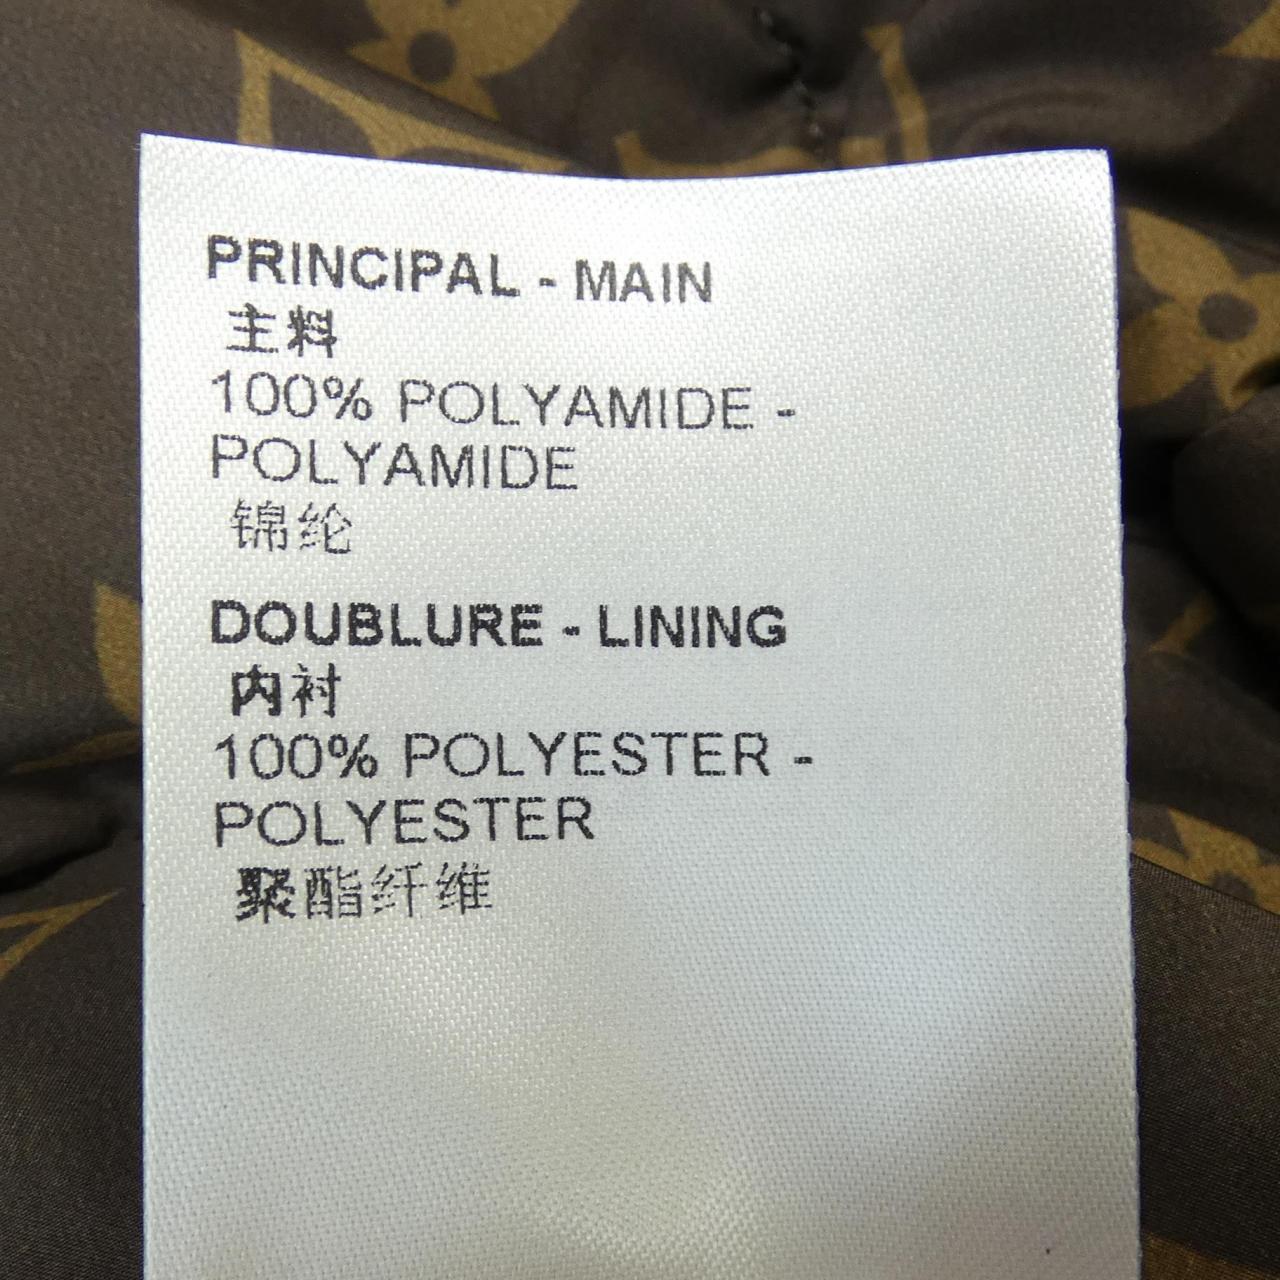 PRINCIPAL - MAIN
主料
100% POLYAMIDE -
POLYAMIDE
锦纶
DOUBLURE - LINING
内衬
100% POLYESTER -
POLYESTER
聚酯纤维